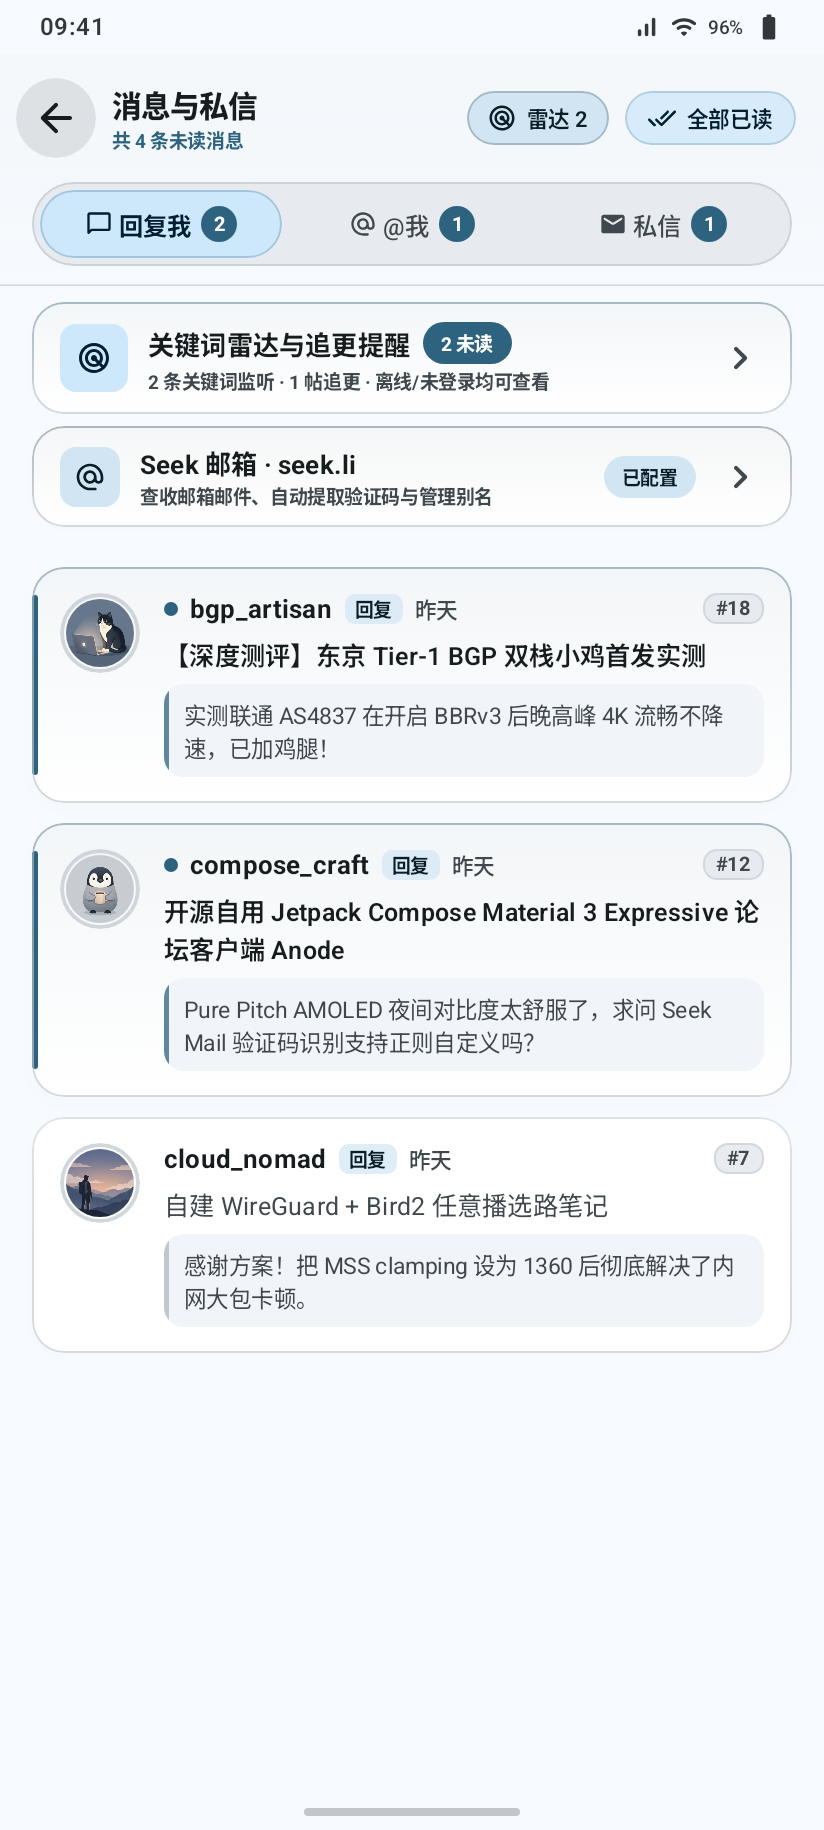 09:41
96%
消息与私信
共 4 条未读消息
雷达 2
全部已读
回复我 2
@我 1
私信 1
关键词雷达与追更提醒 2 未读
2 条关键词监听 · 1 帖追更 · 离线/未登录均可查看
Seek 邮箱 · seek.li
查收邮箱邮件、自动提取验证码与管理别名
已配置
bgp_artisan 回复 昨天 #18
【深度测评】东京 Tier-1 BGP 双栈小鸡首发实测
实测联通 AS4837 在开启 BBRv3 后晚高峰 4K 流畅不降
速，已加鸡腿！
compose_craft 回复 昨天 #12
开源自用 Jetpack Compose Material 3 Expressive 论
坛客户端 Anode
Pure Pitch AMOLED 夜间对比度太舒服了，求问 Seek
Mail 验证码识别支持正则自定义吗？
cloud_nomad 回复 昨天 #7
自建 WireGuard + Bird2 任意播选路笔记
感谢方案！把 MSS clamping 设为 1360 后彻底解决了内
网大包卡顿。